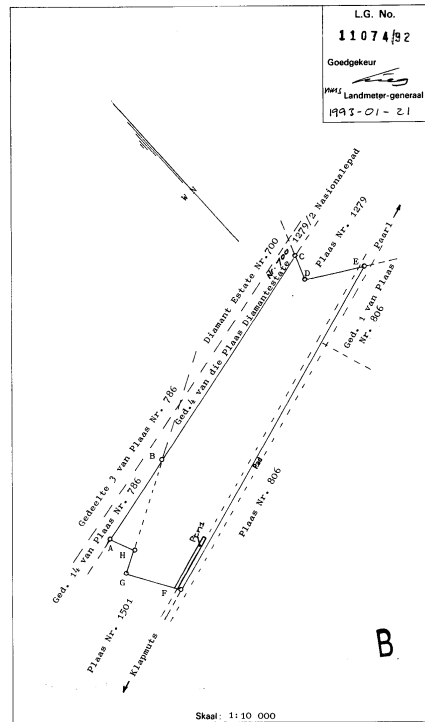 L.G. No.
11074/92
Goedgekeur
nms Landmeter-generaal
1993-01-21
W N
Diamant Estate Nr.700
Nr. 700 1279/2 Nasionalepad
Ged.4 van die Plaas Diamantestate
Plaas Nr. 1279
Paarl
C
D
E
Ged. 1 van Plaas
Nr. 806
Gedeelte 3 van Plaas Nr. 786
Ged. 14 van Plaas Nr. 786
B
Pad
Plaas Nr. 806
A
H
G
F
Plaas Nr. 1501
Klapmuts
B
Skaal: 1:10 000